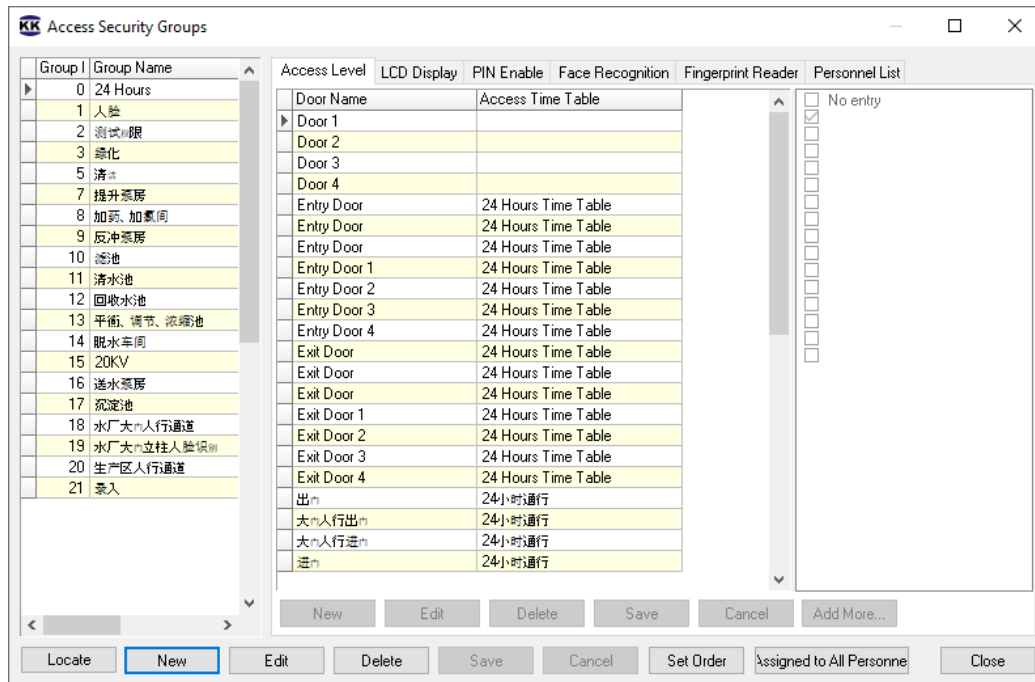 KK Access Security Groups
Group I Group Name
0 24 Hours
1 人脸
2 测试权限
3 绿化
5 清洁
7 提升泵房
8 加药、加氯间
9 反冲泵房
10 滤池
11 清水池
12 回收水池
13 平衡、调节、浓缩池
14 脱水车间
15 20KV
16 送水泵房
17 沉淀池
18 水厂大门人行通道
19 水厂大门立柱人脸识别
20 生产区人行通道
21 录入
Access Level LCD Display PIN Enable Face Recognition Fingerprint Reader Personnel List
Door Name Access Time Table
Door 1
Door 2
Door 3
Door 4
Entry Door 24 Hours Time Table
Entry Door 24 Hours Time Table
Entry Door 24 Hours Time Table
Entry Door 1 24 Hours Time Table
Entry Door 2 24 Hours Time Table
Entry Door 3 24 Hours Time Table
Entry Door 4 24 Hours Time Table
Exit Door 24 Hours Time Table
Exit Door 24 Hours Time Table
Exit Door 24 Hours Time Table
Exit Door 1 24 Hours Time Table
Exit Door 2 24 Hours Time Table
Exit Door 3 24 Hours Time Table
Exit Door 4 24 Hours Time Table
出门 24小时通行
大门人行出门 24小时通行
大门人行进门 24小时通行
进门 24小时通行
No entry
New Edit Delete Save Cancel Add More...
Locate New Edit Delete Save Cancel Set Order Assigned to All Personne Close